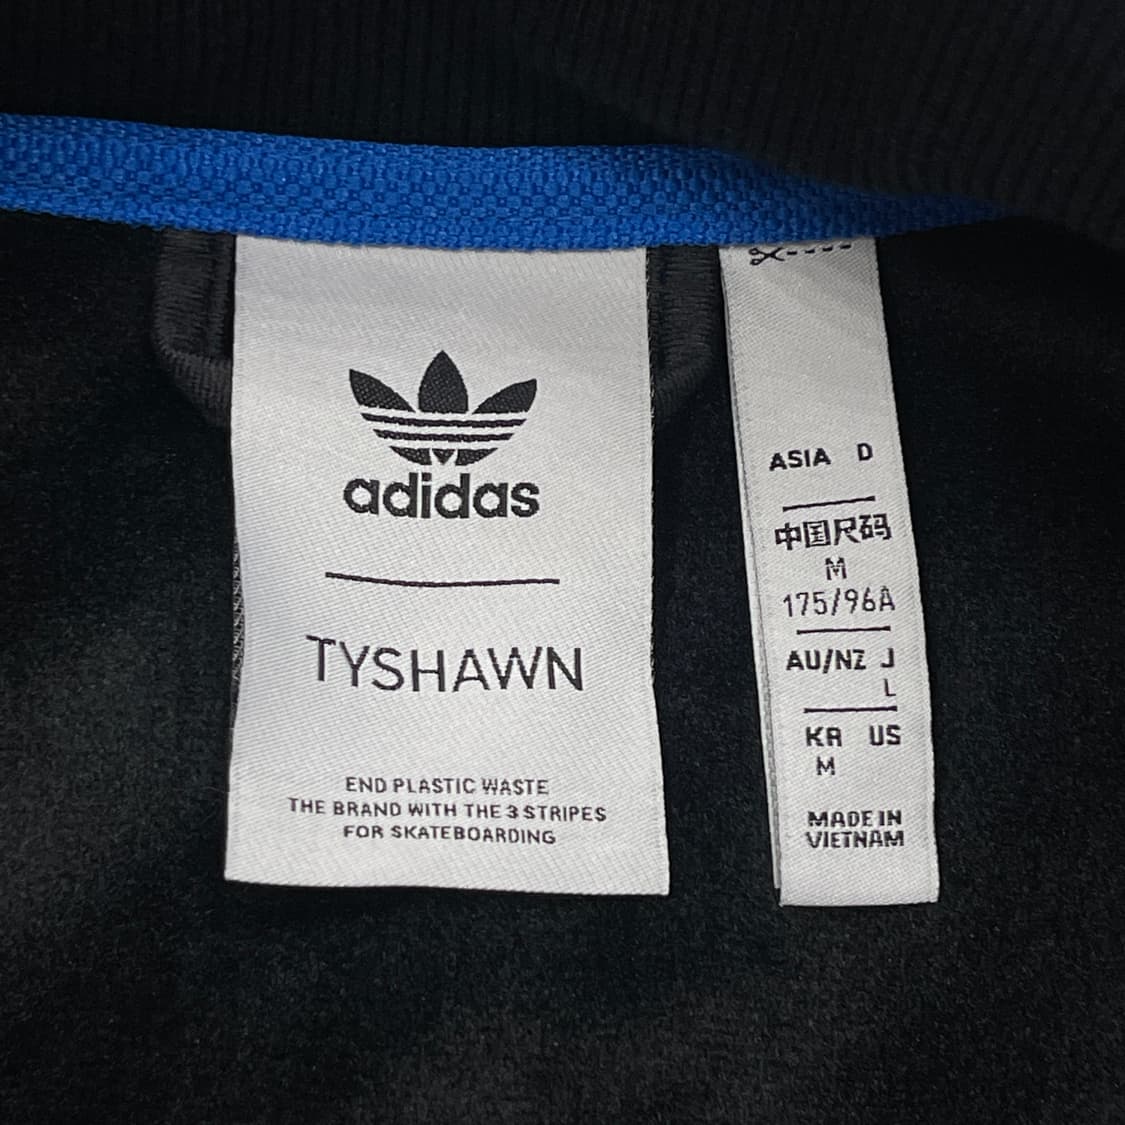 adidas
TYSHAWN
END PLASTIC WASTE
THE BRAND WITH THE 3 STRIPES
FOR SKATEBOARDING
ASIA D
中国尺码
M
175/96A
AU/NZ J
L
KR US
M
MADE IN
VIETNAM